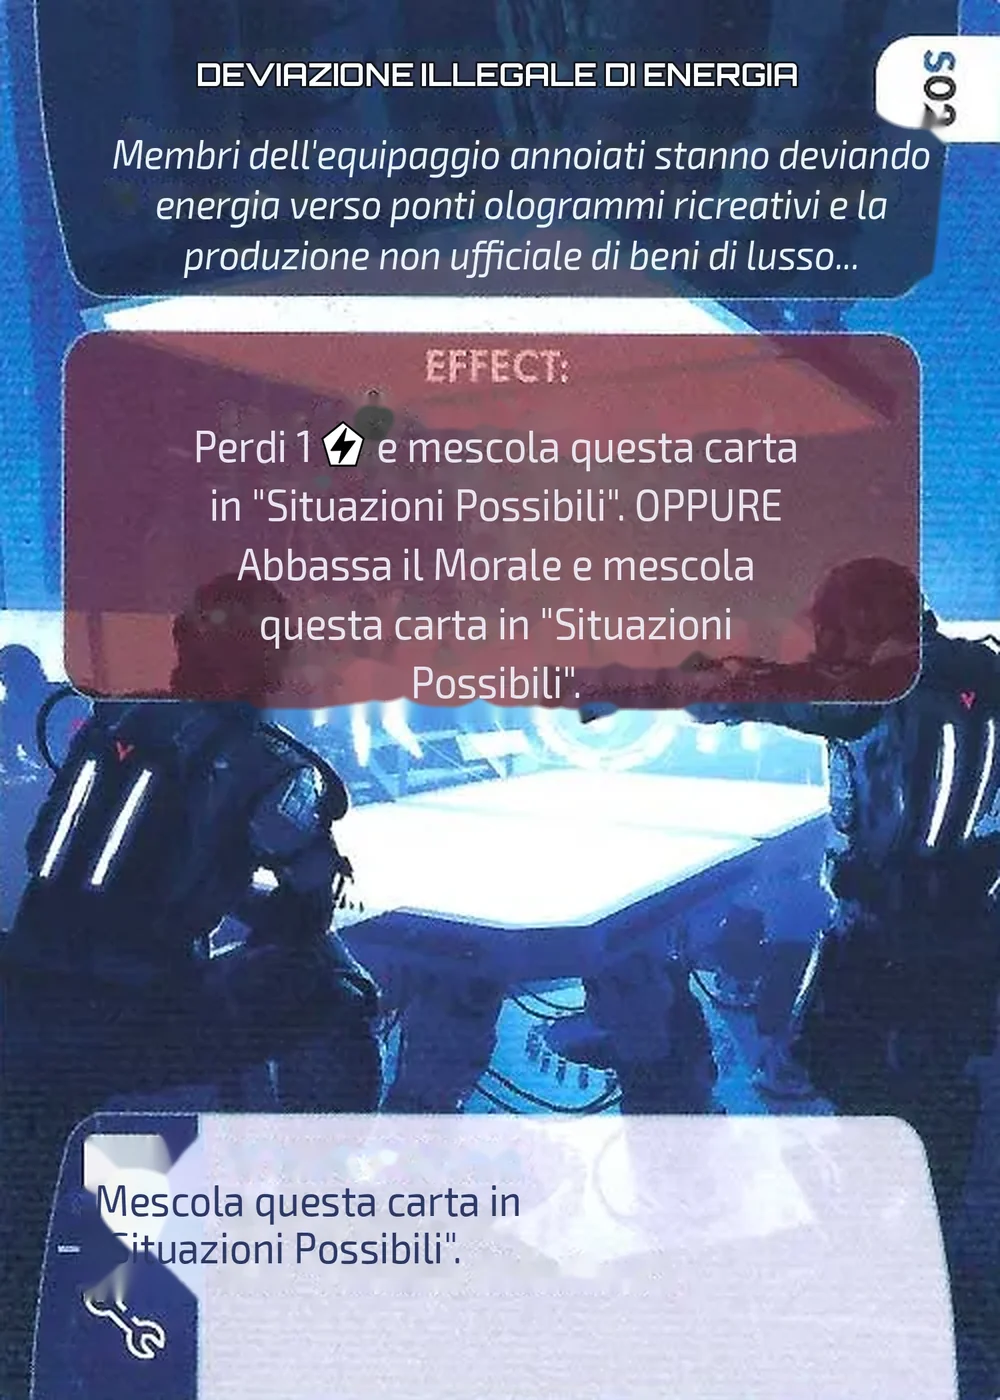 DEVIAZIONE ILLEGALE DI ENERGIA
S02
Membri dell'equipaggio annoiati stanno deviando
energia verso ponti ologrammi ricreativi e la
produzione non ufficiale di beni di lusso...
EFFECT:
Perdi 1 e mescola questa carta
in "Situazioni Possibili". OPPURE
Abbassa il Morale e mescola
questa carta in "Situazioni
Possibili".
Mescola questa carta in
"Situazioni Possibili".